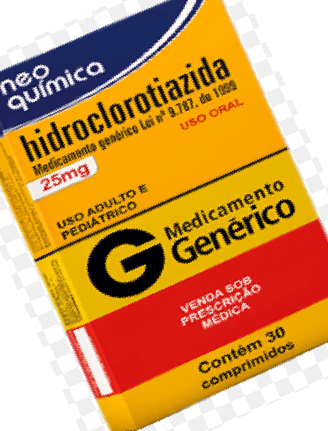 neo
química
hidroclorotiazida
Medicamento genérico Lei nº 9.787, de 1999
USO ORAL
25mg
USO ADULTO E
PEDIÁTRICO
G Medicamento
Genérico
VENDA SOB
PRESCRIÇÃO
MÉDICA
Contém 30
comprimidos